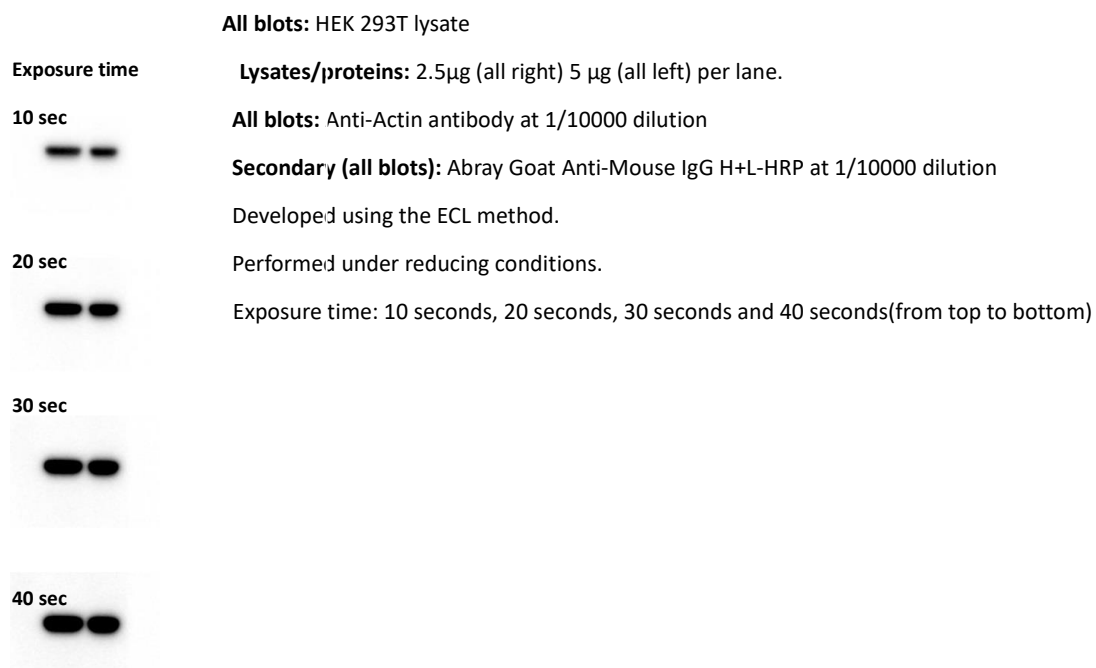 All blots: HEK 293T lysate
Exposure time
Lysates/proteins: 2.5µg (all right) 5 µg (all left) per lane.
10 sec
All blots: Anti-Actin antibody at 1/10000 dilution
Secondary (all blots): Abray Goat Anti-Mouse IgG H+L-HRP at 1/10000 dilution
Developed using the ECL method.
20 sec
Performed under reducing conditions.
Exposure time: 10 seconds, 20 seconds, 30 seconds and 40 seconds(from top to bottom)
30 sec
40 sec